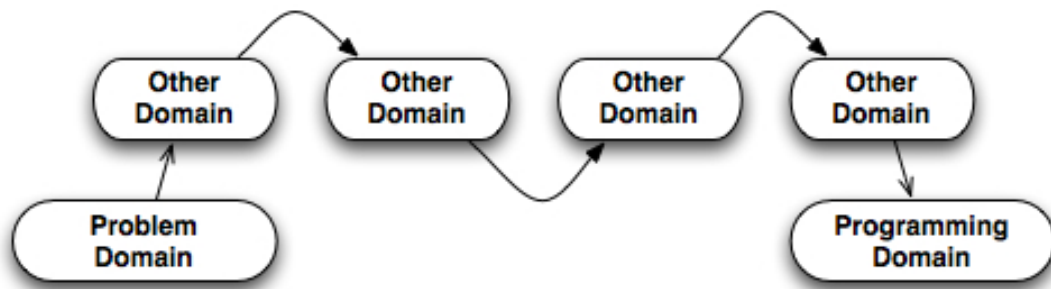 Other
Domain
Other
Domain
Other
Domain
Other
Domain
Problem
Domain
Programming
Domain